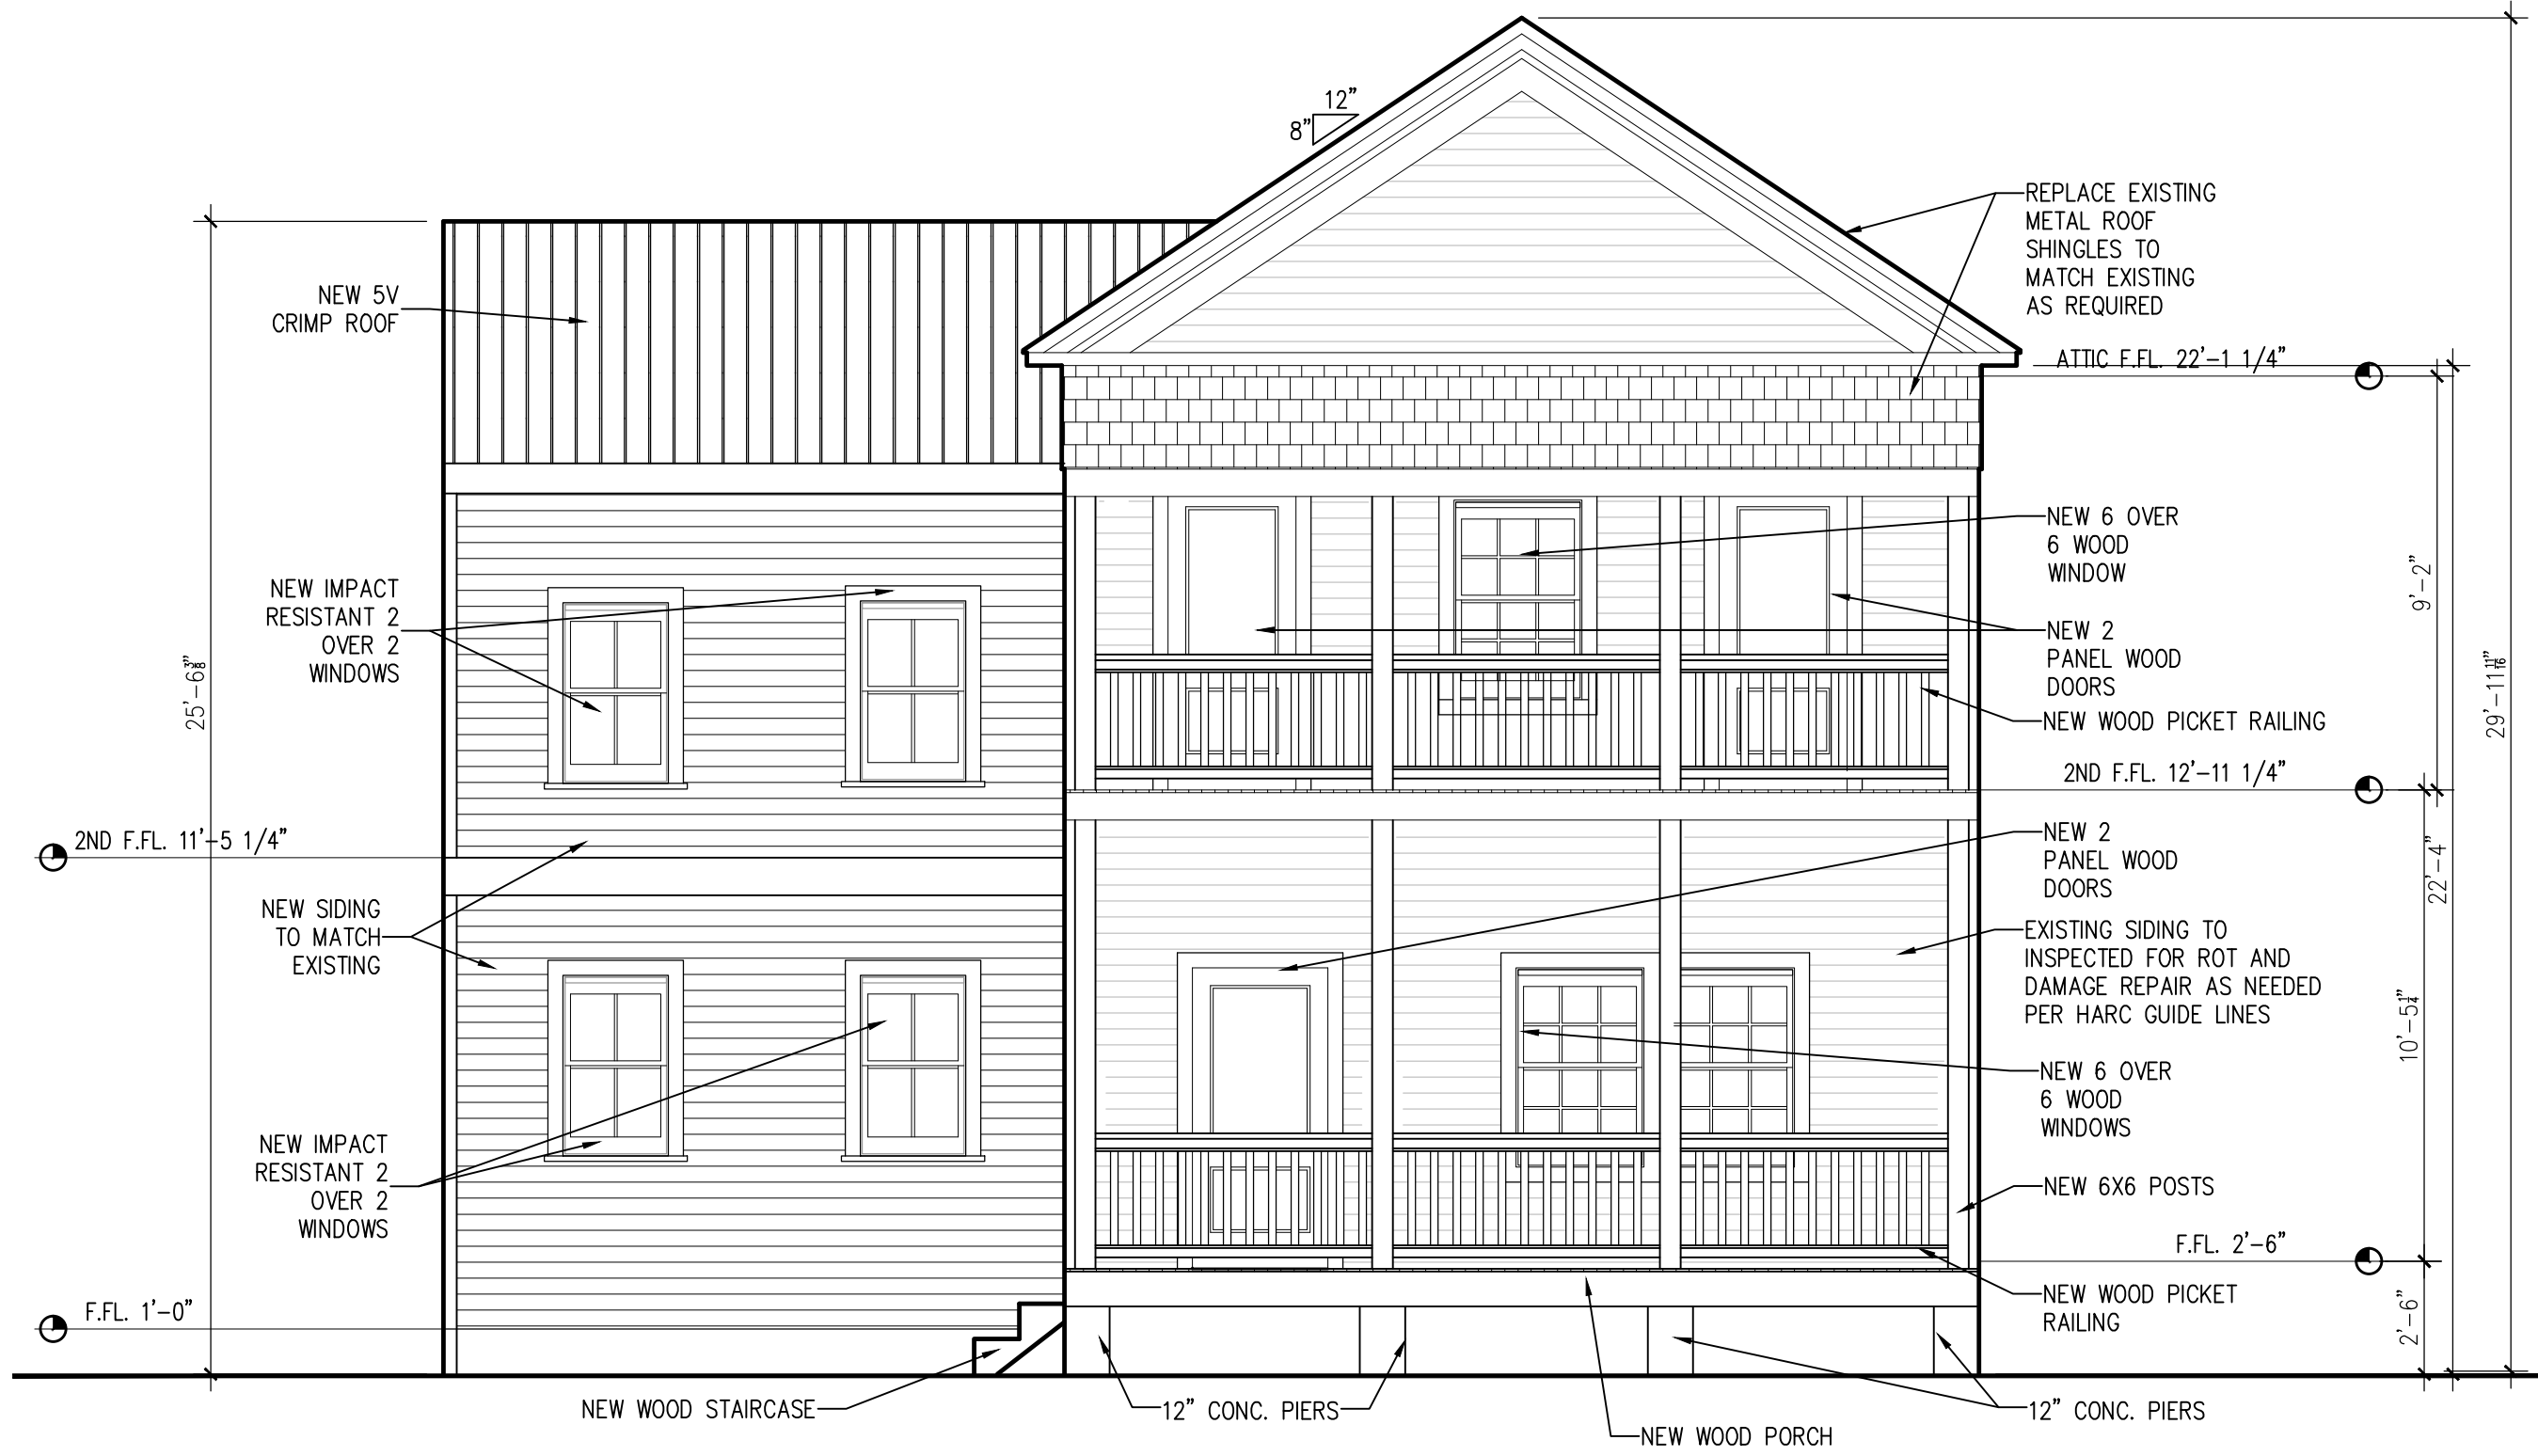 12”
8”
REPLACE EXISTING
METAL ROOF
SHINGLES TO
MATCH EXISTING
AS REQUIRED
NEW 5V
CRIMP ROOF
ATTIC F.FL. 22’-1 1/4”
NEW 6 OVER
6 WOOD
WINDOW
9’-2”
NEW IMPACT
RESISTANT 2
OVER 2
WINDOWS
25’-6 3/8”
NEW 2
PANEL WOOD
DOORS
29’-11 11/16”
NEW WOOD PICKET RAILING
2ND F.FL. 12’-11 1/4”
2ND F.FL. 11’-5 1/4”
NEW 2
PANEL WOOD
DOORS
22’-4”
NEW SIDING
TO MATCH
EXISTING
EXISTING SIDING TO
INSPECTED FOR ROT AND
DAMAGE REPAIR AS NEEDED
PER HARC GUIDE LINES
10’-5 1/4”
NEW 6 OVER
6 WOOD
WINDOWS
NEW IMPACT
RESISTANT 2
OVER 2
WINDOWS
NEW 6X6 POSTS
F.FL. 2’-6”
NEW WOOD PICKET
RAILING
2’-6”
F.FL. 1’-0”
NEW WOOD STAIRCASE
12” CONC. PIERS
12” CONC. PIERS
NEW WOOD PORCH